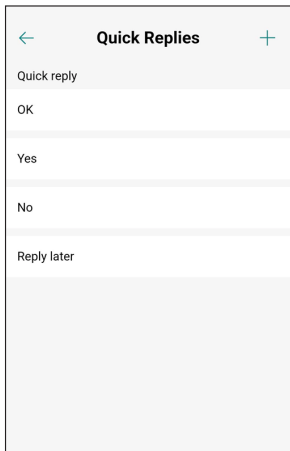 Quick Replies
Quick reply
OK
Yes
No
Reply later